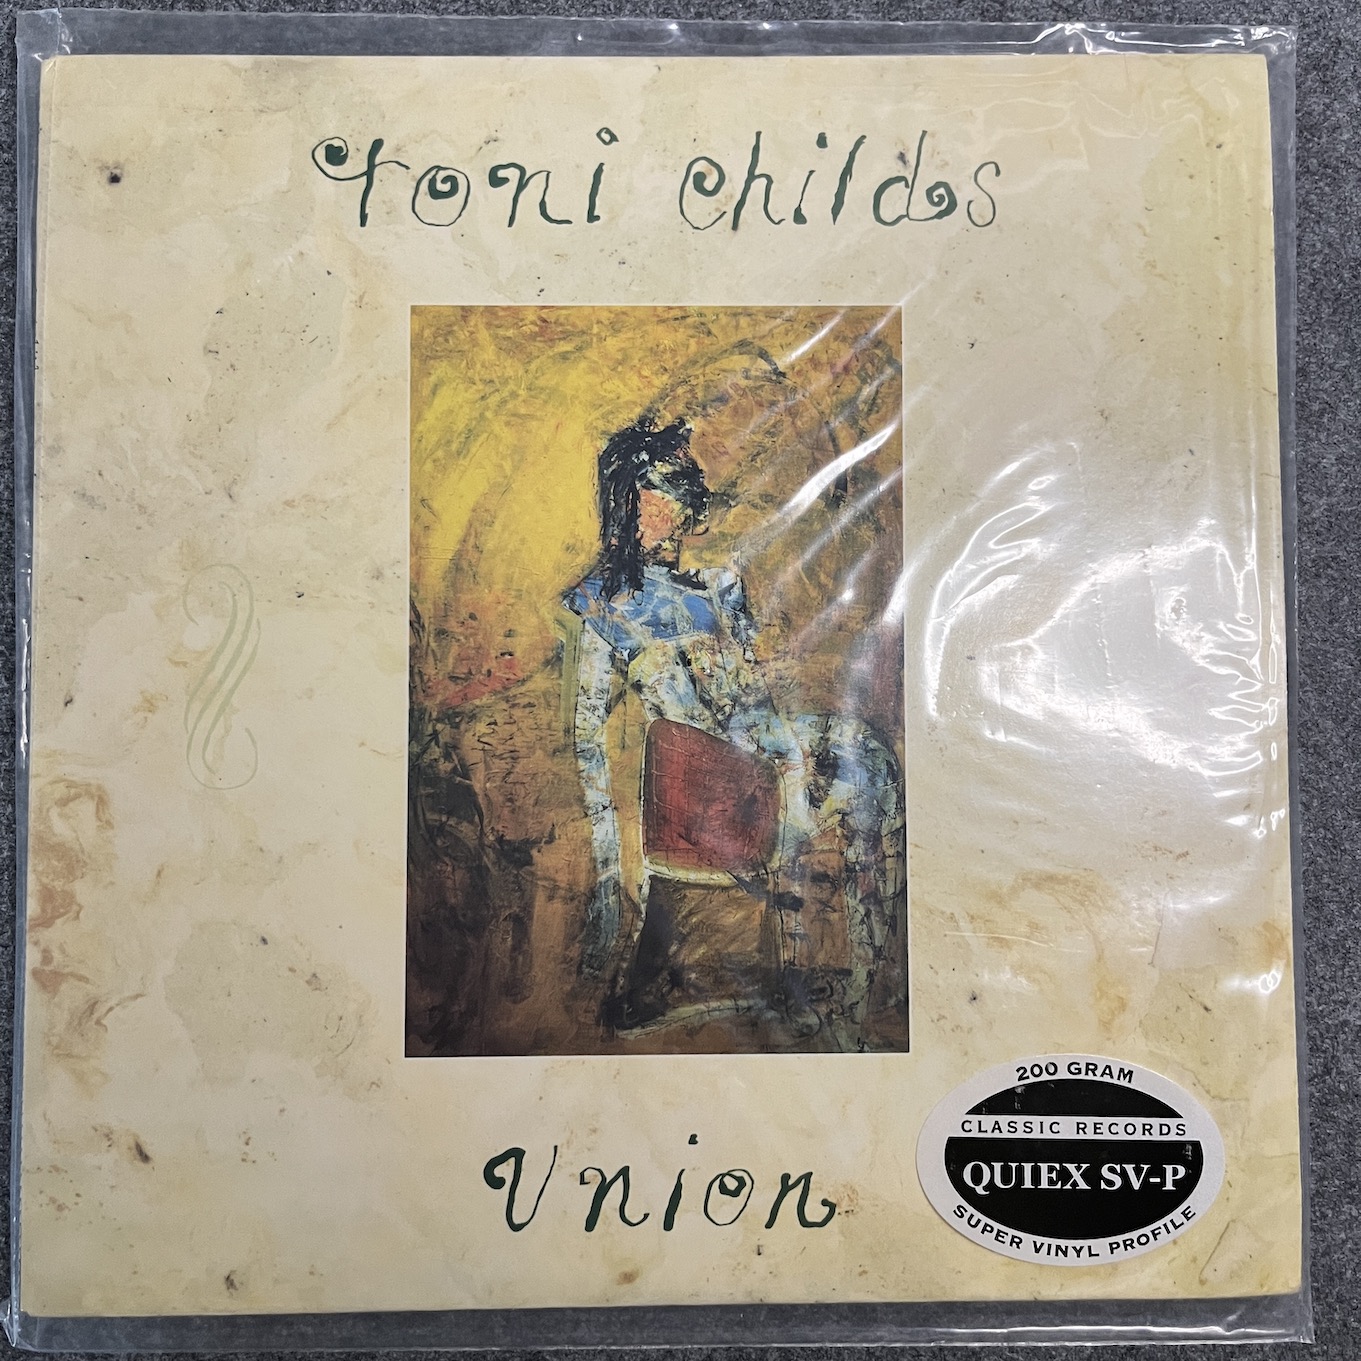 toni childs
Union
200 GRAM
CLASSIC RECORDS
QUIEX SV-P
SUPER VINYL PROFILE